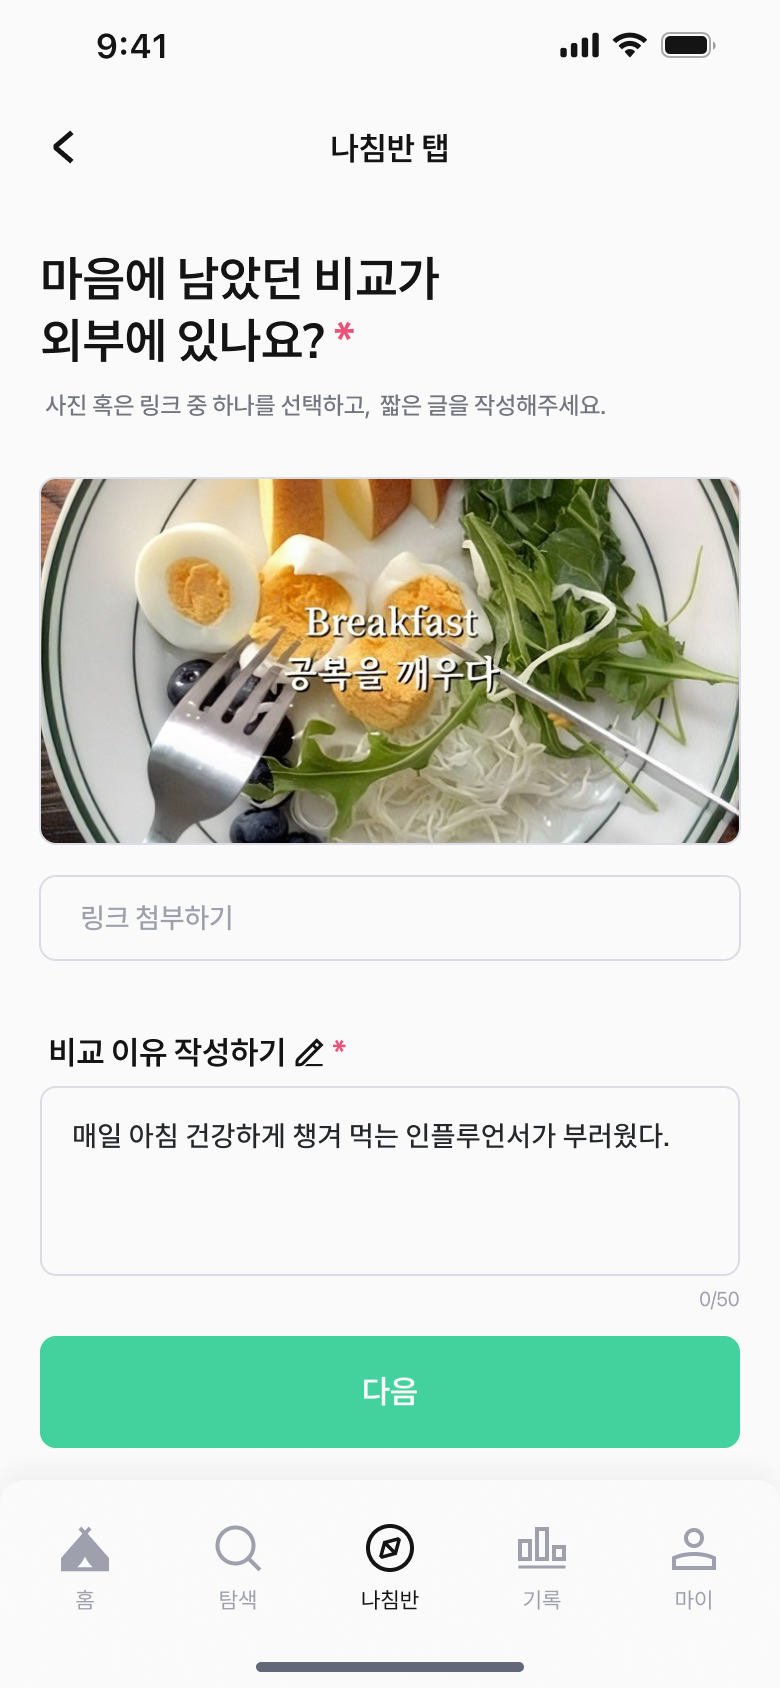 9:41
나침반 탭
마음에 남았던 비교가
외부에 있나요? *
사진 혹은 링크 중 하나를 선택하고, 짧은 글을 작성해주세요.
Breakfast
공복을 깨우다
링크 첨부하기
비교 이유 작성하기 *
매일 아침 건강하게 챙겨 먹는 인플루언서가 부러웠다.
0/50
다음
홈 탐색 나침반 기록 마이